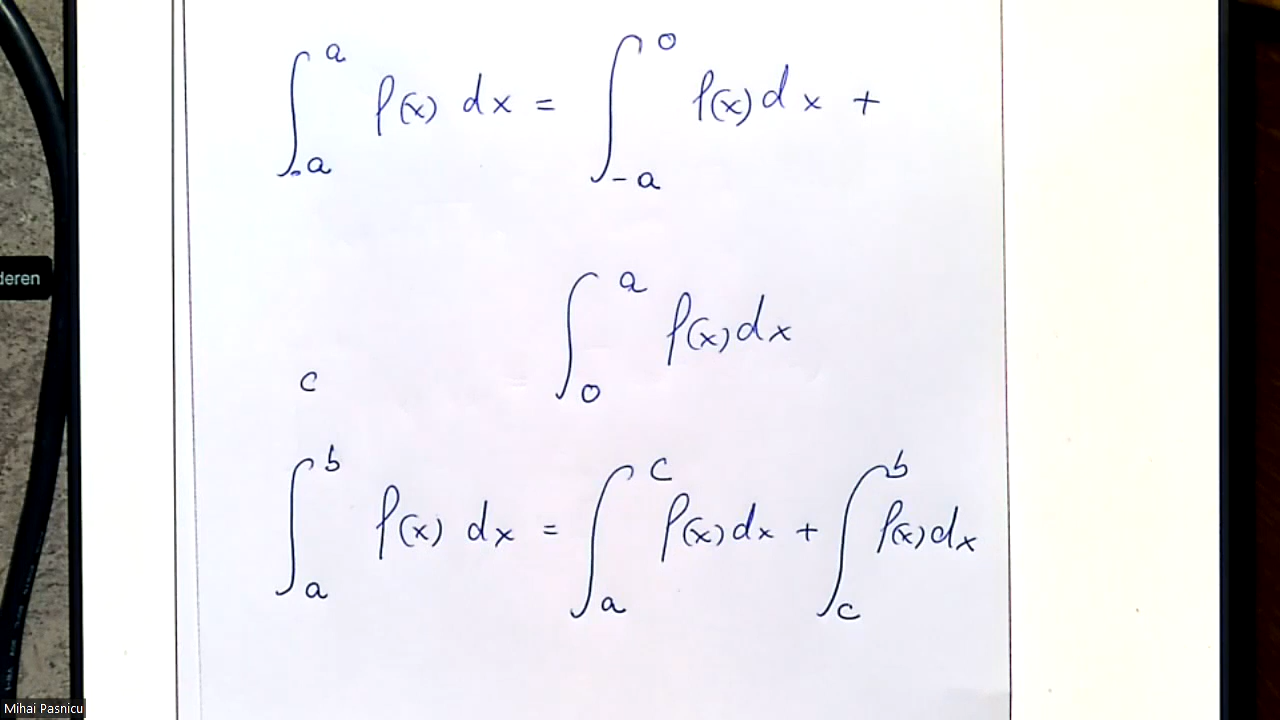 ∫_{-a}^{a} f(x) dx = ∫_{-a}^{0} f(x) dx +
∫_{0}^{a} f(x) dx
c
∫_{a}^{b} f(x) dx = ∫_{a}^{c} f(x) dx + ∫_{c}^{b} f(x) dx
deren
Mihai Pasnicu